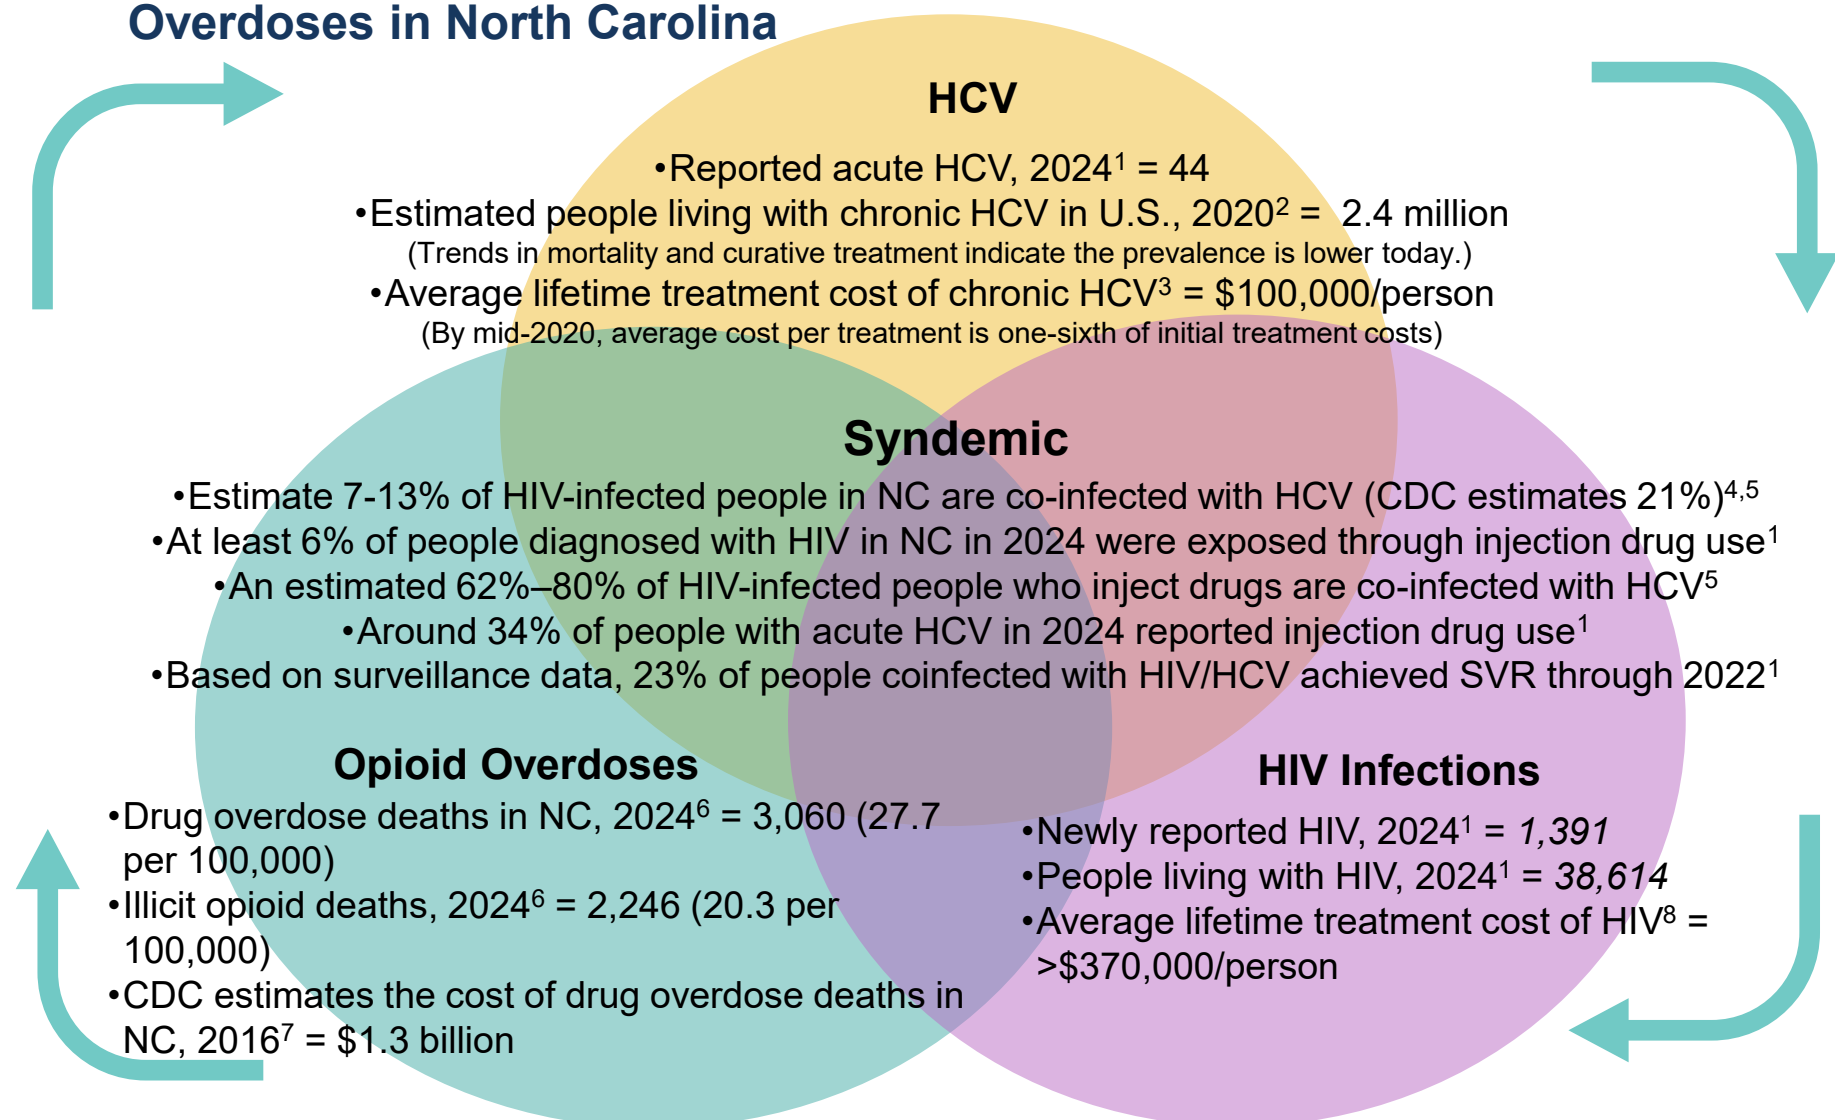 Overdoses in North Carolina
HCV
•Reported acute HCV, 2024¹ = 44
•Estimated people living with chronic HCV in U.S., 2020² = 2.4 million
(Trends in mortality and curative treatment indicate the prevalence is lower today.)
•Average lifetime treatment cost of chronic HCV³ = $100,000/person
(By mid-2020, average cost per treatment is one-sixth of initial treatment costs)
Syndemic
•Estimate 7-13% of HIV-infected people in NC are co-infected with HCV (CDC estimates 21%)⁴,⁵
•At least 6% of people diagnosed with HIV in NC in 2024 were exposed through injection drug use¹
•An estimated 62%–80% of HIV-infected people who inject drugs are co-infected with HCV⁵
•Around 34% of people with acute HCV in 2024 reported injection drug use¹
•Based on surveillance data, 23% of people coinfected with HIV/HCV achieved SVR through 2022¹
Opioid Overdoses
•Drug overdose deaths in NC, 2024⁶ = 3,060 (27.7
per 100,000)
•Illicit opioid deaths, 2024⁶ = 2,246 (20.3 per
100,000)
•CDC estimates the cost of drug overdose deaths in
NC, 2016⁷ = $1.3 billion
HIV Infections
•Newly reported HIV, 2024¹ = 1,391
•People living with HIV, 2024¹ = 38,614
•Average lifetime treatment cost of HIV⁸ =
>$370,000/person